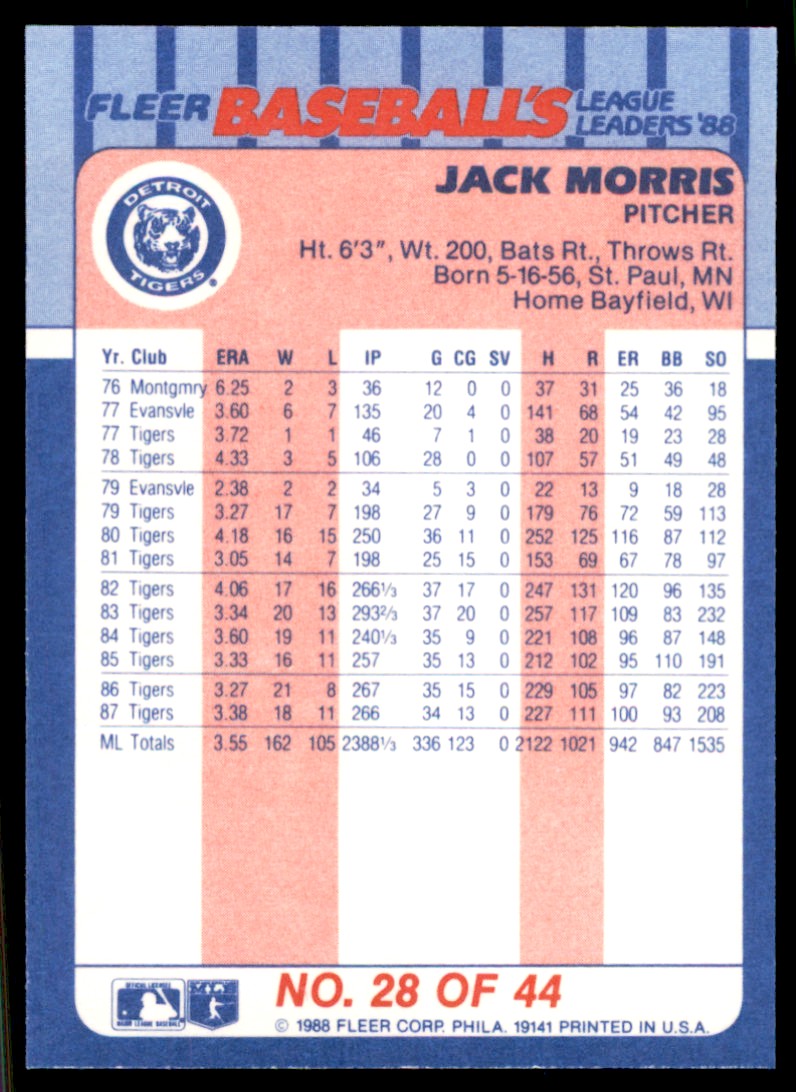 FLEER BASEBALL'S LEAGUE LEADERS '88
DETROIT TIGERS
JACK MORRIS
PITCHER
Ht. 6'3", Wt. 200, Bats Rt., Throws Rt.
Born 5-16-56, St. Paul, MN
Home Bayfield, WI
Yr. Club ERA W L IP G CG SV H R ER BB SO
76 Montgmry 6.25 2 3 36 12 0 0 37 31 25 36 18
77 Evansvle 3.60 6 7 135 20 4 0 141 68 54 42 95
77 Tigers 3.72 1 1 46 7 1 0 38 20 19 23 28
78 Tigers 4.33 3 5 106 28 0 0 107 57 51 49 48
79 Evansvle 2.38 2 2 34 5 3 0 22 13 9 18 28
79 Tigers 3.27 17 7 198 27 9 0 179 76 72 59 113
80 Tigers 4.18 16 15 250 36 11 0 252 125 116 87 112
81 Tigers 3.05 14 7 198 25 15 0 153 69 67 78 97
82 Tigers 4.06 17 16 266⅓ 37 17 0 247 131 120 96 135
83 Tigers 3.34 20 13 293⅔ 37 20 0 257 117 109 83 232
84 Tigers 3.60 19 11 240⅓ 35 9 0 221 108 96 87 148
85 Tigers 3.33 16 11 257 35 13 0 212 102 95 110 191
86 Tigers 3.27 21 8 267 35 15 0 229 105 97 82 223
87 Tigers 3.38 18 11 266 34 13 0 227 111 100 93 208
ML Totals 3.55 162 105 2388⅓ 336 123 0 2122 1021 942 847 1535
NO. 28 OF 44
© 1988 FLEER CORP. PHILA. 19141 PRINTED IN U.S.A.